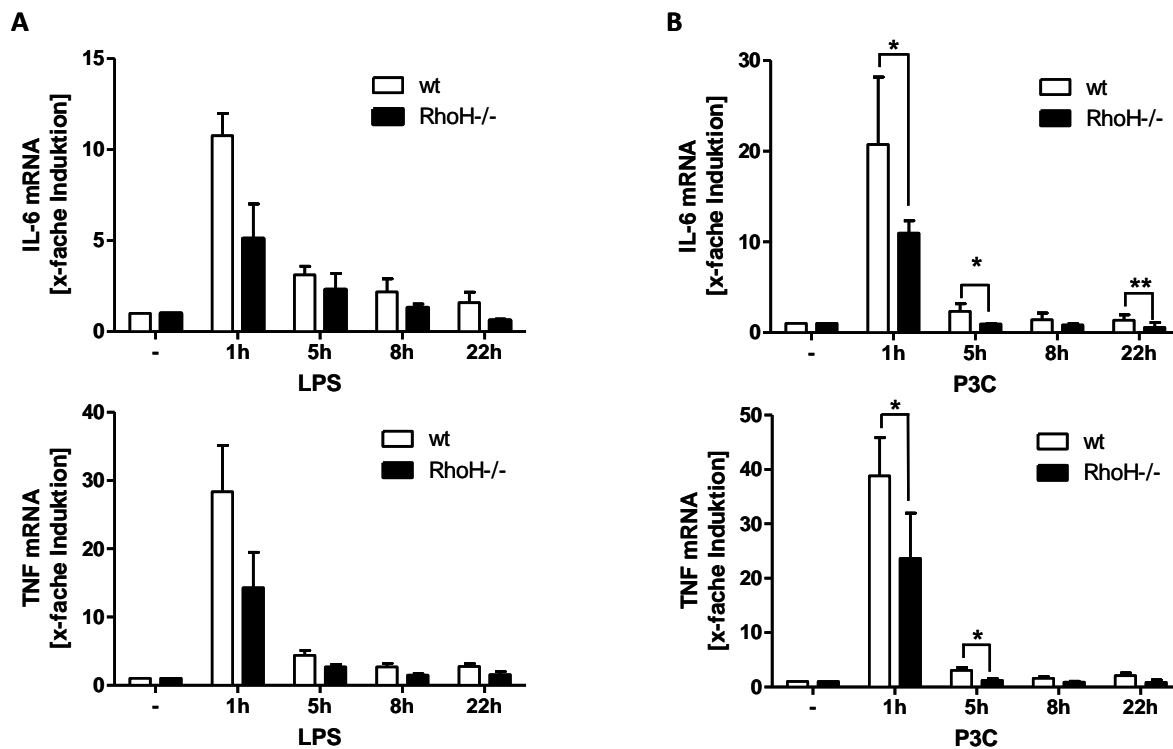 A
B
15
10
5
0
IL-6 mRNA
[x-fache Induktion]
wt
RhoH-/-
-
1h
5h
8h
22h
LPS
30
20
10
0
IL-6 mRNA
[x-fache Induktion]
*
*
**
wt
RhoH-/-
-
1h
5h
8h
22h
P3C
40
30
20
10
0
TNF mRNA
[x-fache Induktion]
wt
RhoH-/-
-
1h
5h
8h
22h
LPS
50
40
30
20
10
0
TNF mRNA
[x-fache Induktion]
*
*
wt
RhoH-/-
-
1h
5h
8h
22h
P3C